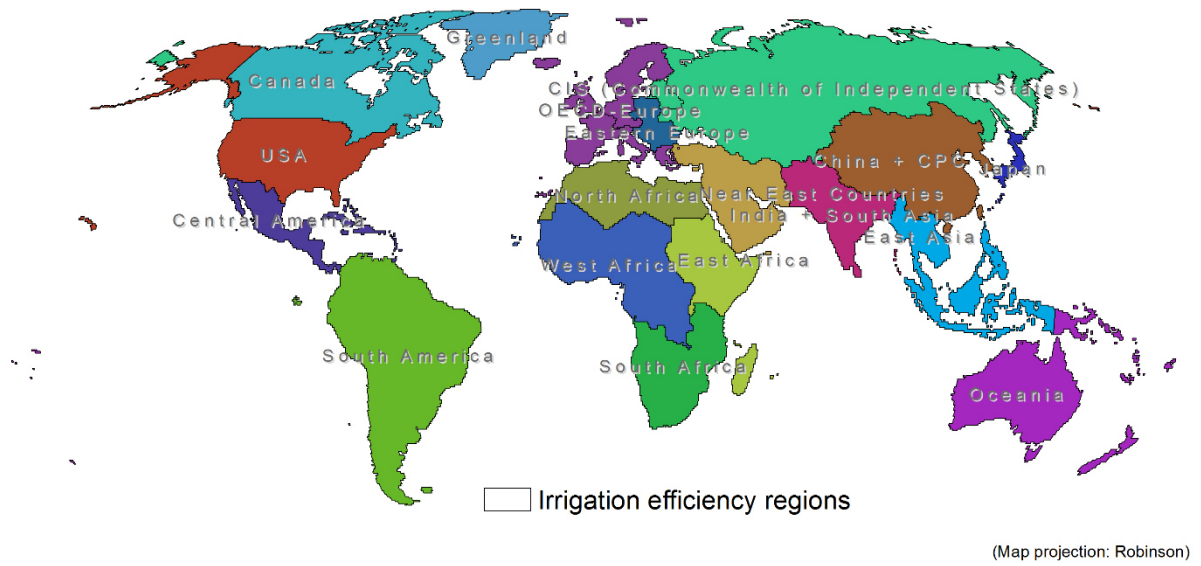 Greenland
Canada
CIS (Commonwealth of Independent States)
OECD Europe
Eastern Europe
USA
China + CPC
Japan
North Africa
Near East Countries
Central America
India + South Asia
East Asia
West Africa
East Africa
South America
South Africa
Oceania
Irrigation efficiency regions
(Map projection: Robinson)